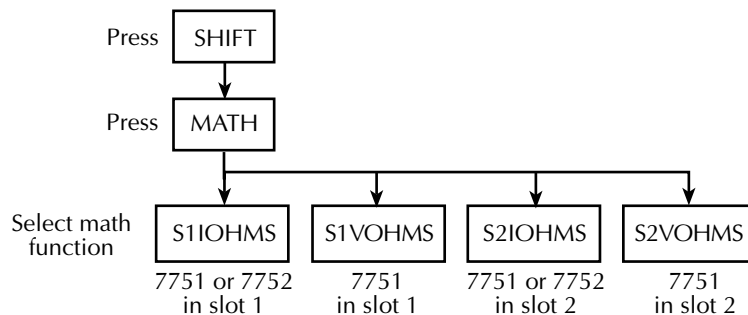 Press SHIFT
Press MATH
Select math
function
S1IOHMS S1VOHMS S2IOHMS S2VOHMS
7751 or 7752 7751 7751 or 7752 7751
in slot 1 in slot 1 in slot 2 in slot 2